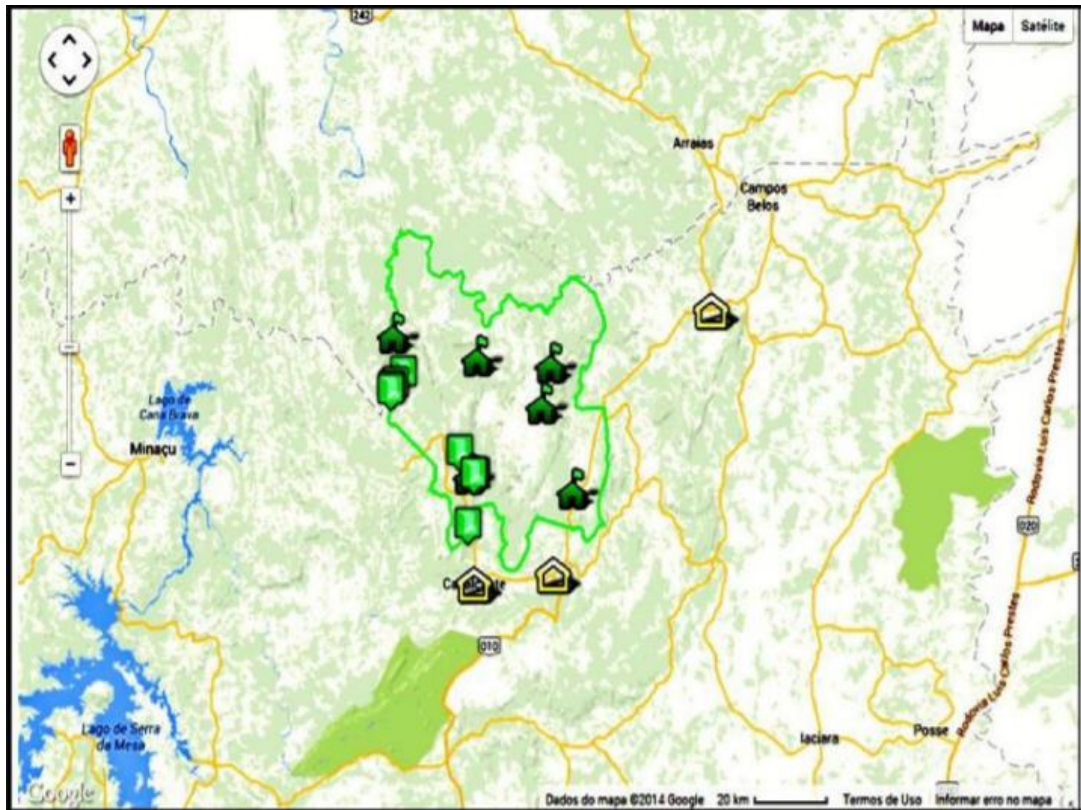 242
Mapa Satélite
Arraias
Campos
Belos
Lago de
Cana Brava
Minaçu
Rodovia Luís Carlos Prestes
020
010
Rodovia Luís Carlos Prestes
Lago de Serra
da Mesa
Iaciara
Posse
Google
Dados do mapa ©2014 Google 20 km Termos de Uso Informar erro no mapa